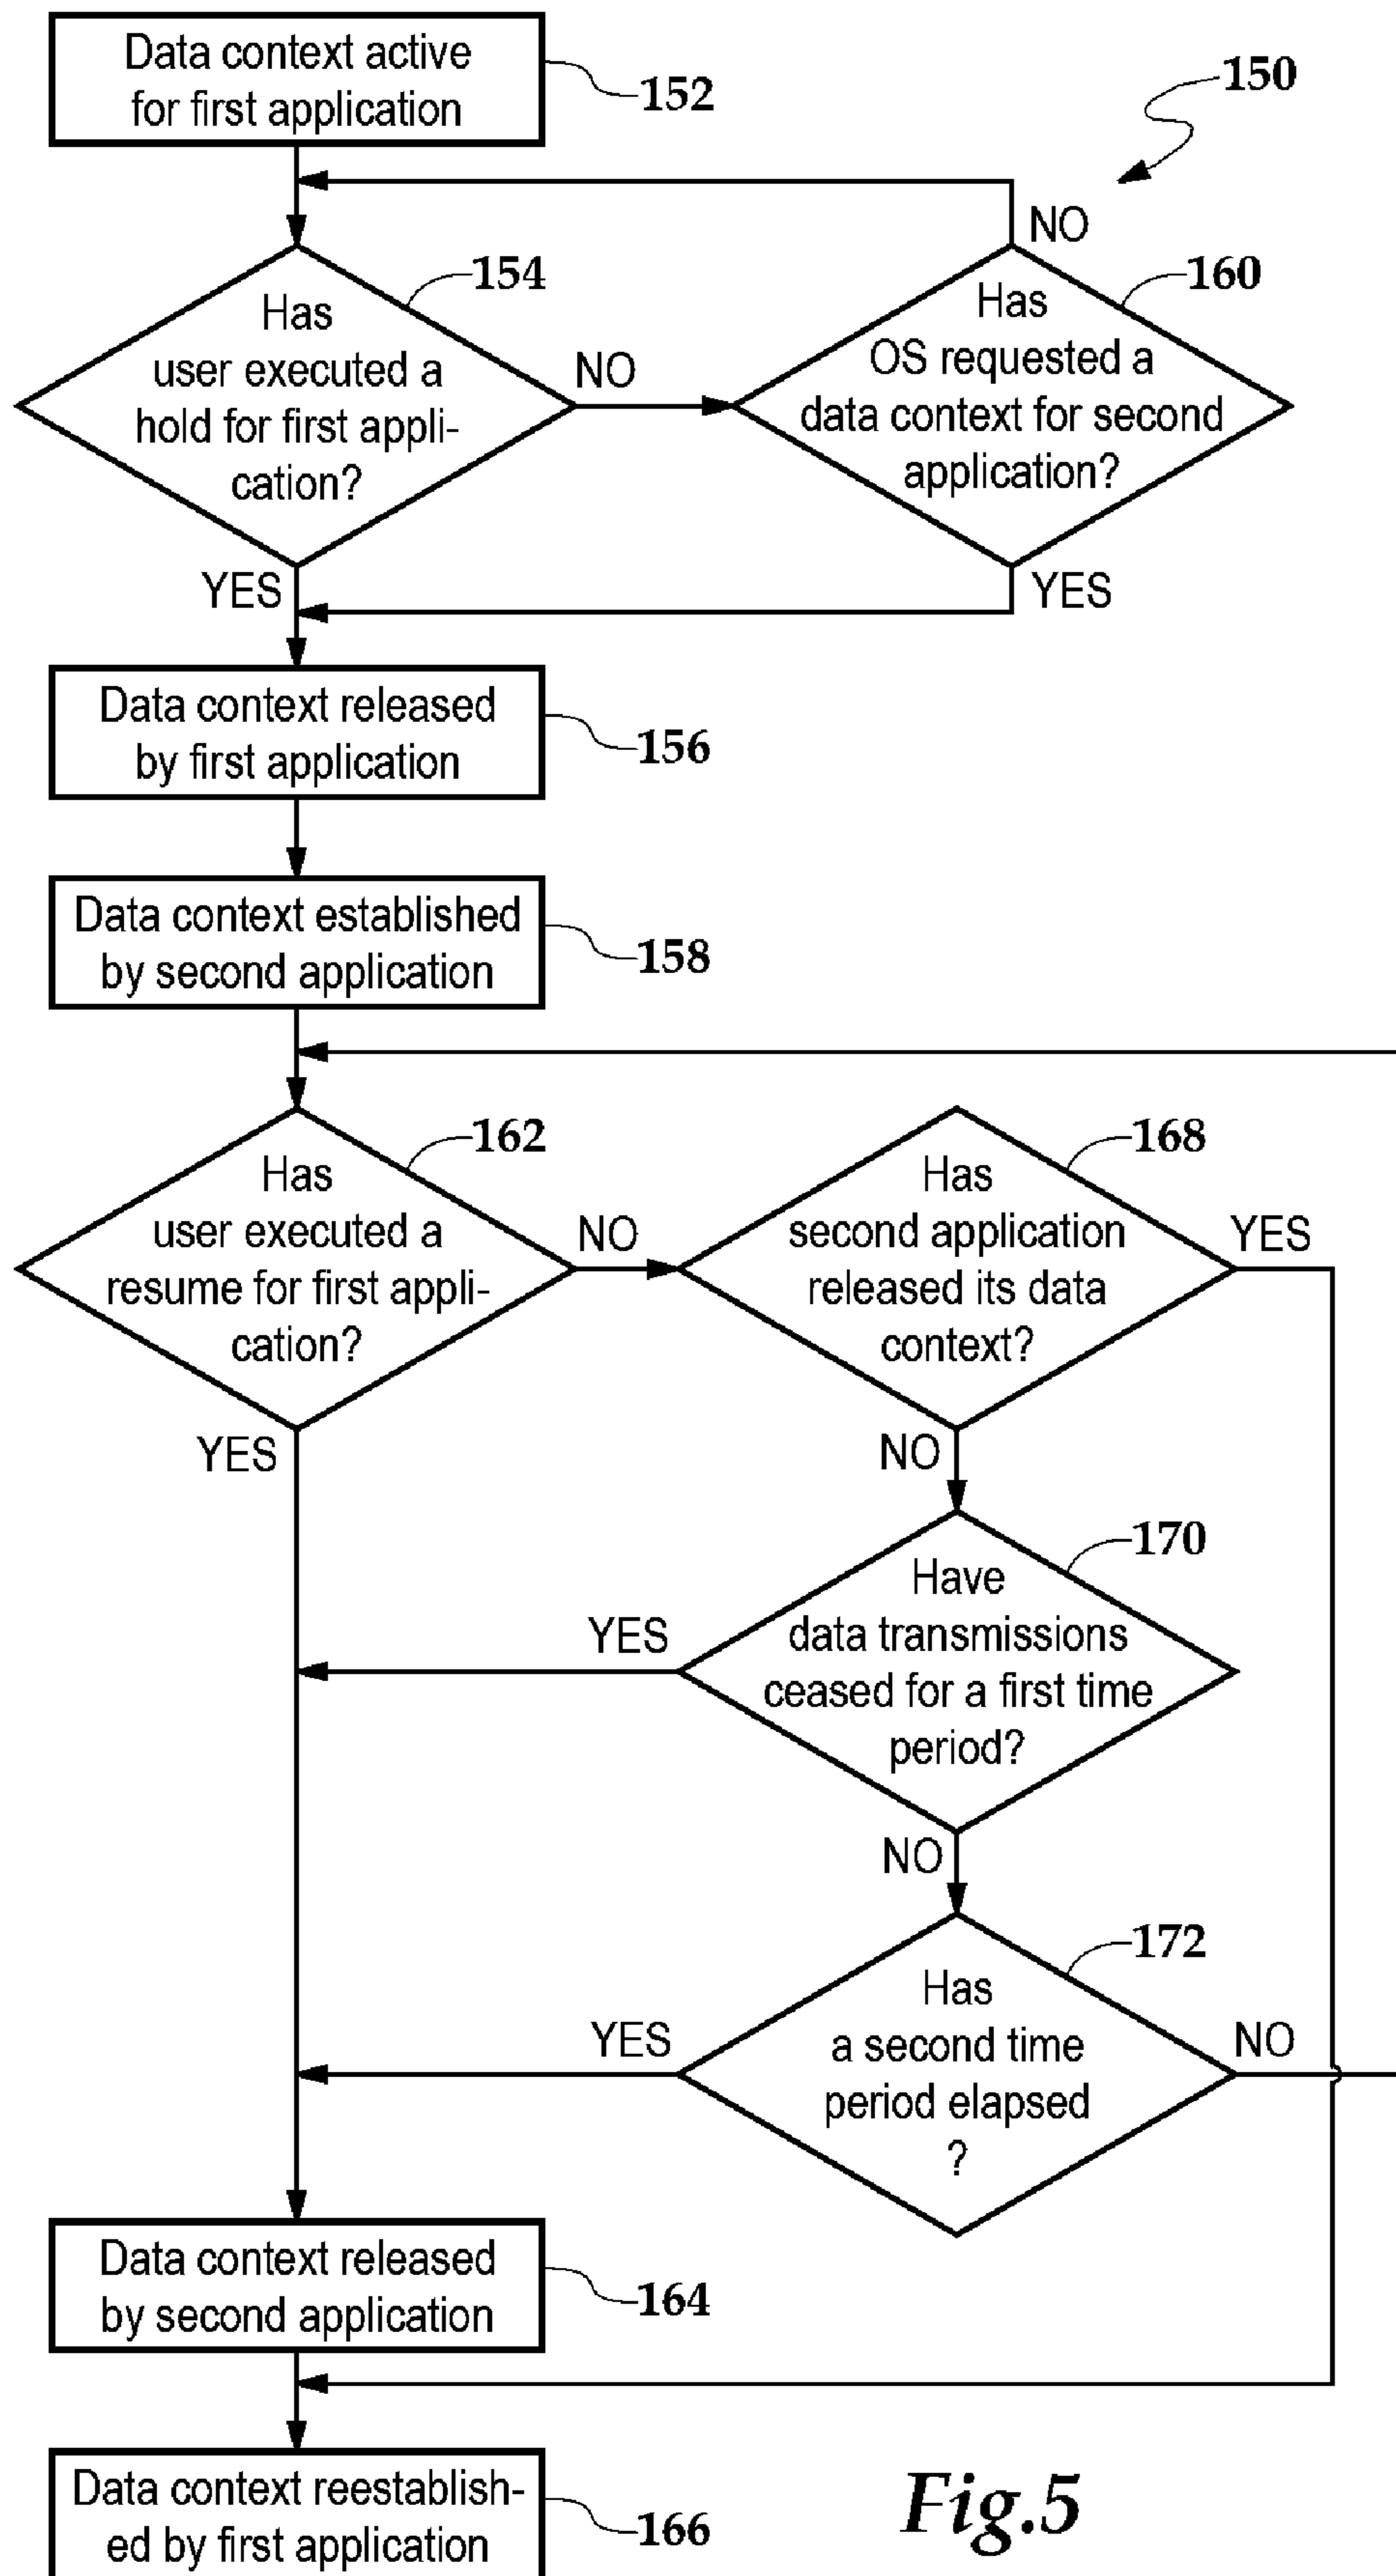 Data context active
for first application
152
150
NO
154
Has
user executed a
hold for first appli-
cation?
NO
160
Has
OS requested a
data context for second
application?
YES
YES
Data context released
by first application
156
Data context established
by second application
158
162
Has
user executed a
resume for first appli-
cation?
NO
168
Has
second application
released its data
context?
YES
YES
NO
170
Have
data transmissions
ceased for a first time
period?
YES
NO
172
Has
a second time
period elapsed
?
YES
NO
Data context released
by second application
164
Data context reestablish-
ed by first application
166
Fig.5